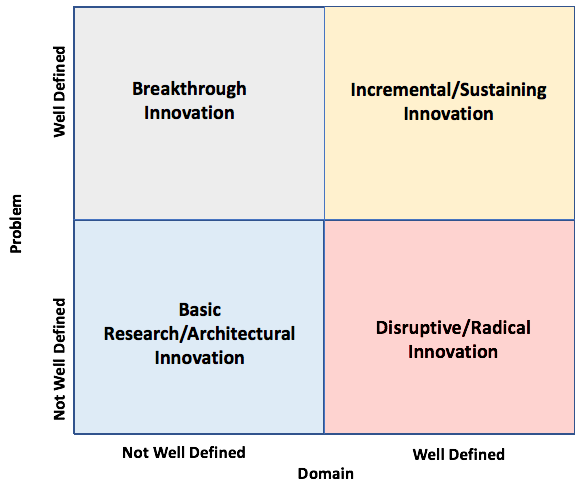 Well Defined
Breakthrough
Innovation
Incremental/Sustaining
Innovation
Problem
Not Well Defined
Basic
Research/Architectural
Innovation
Disruptive/Radical
Innovation
Not Well Defined
Well Defined
Domain